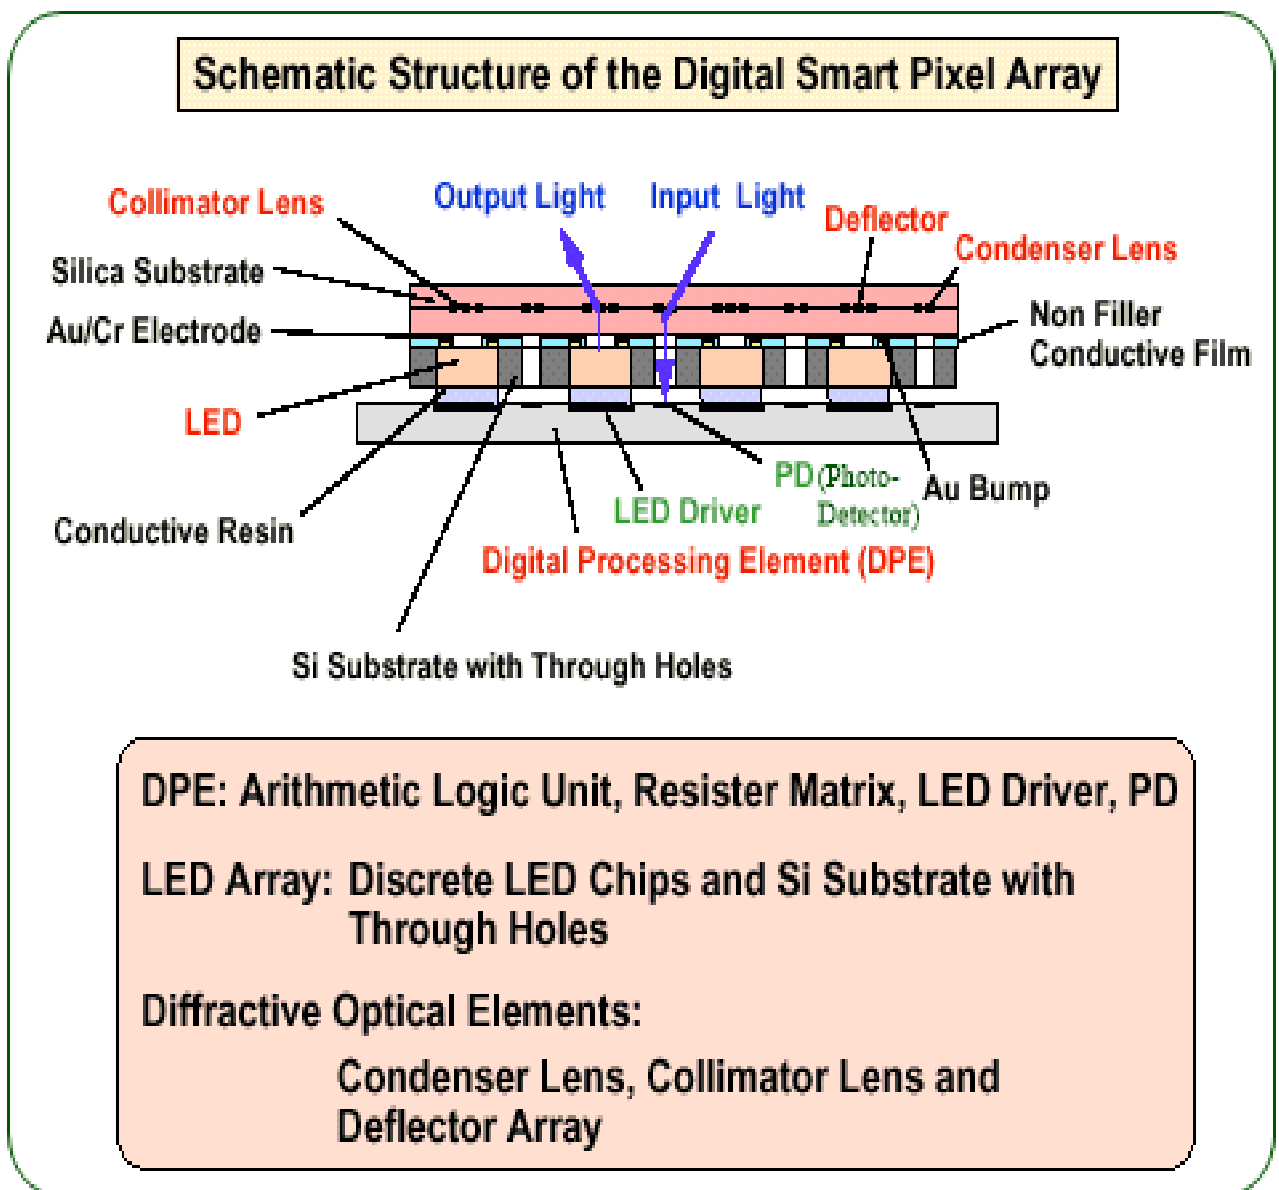 Schematic Structure of the Digital Smart Pixel Array
Collimator Lens
Output Light
Input Light
Deflector
Condenser Lens
Silica Substrate
Au/Cr Electrode
Non Filler
Conductive Film
LED
PD (Photo-
Detector)
Au Bump
LED Driver
Conductive Resin
Digital Processing Element (DPE)
Si Substrate with Through Holes
DPE: Arithmetic Logic Unit, Resister Matrix, LED Driver, PD
LED Array: Discrete LED Chips and Si Substrate with
Through Holes
Diffractive Optical Elements:
Condenser Lens, Collimator Lens and
Deflector Array